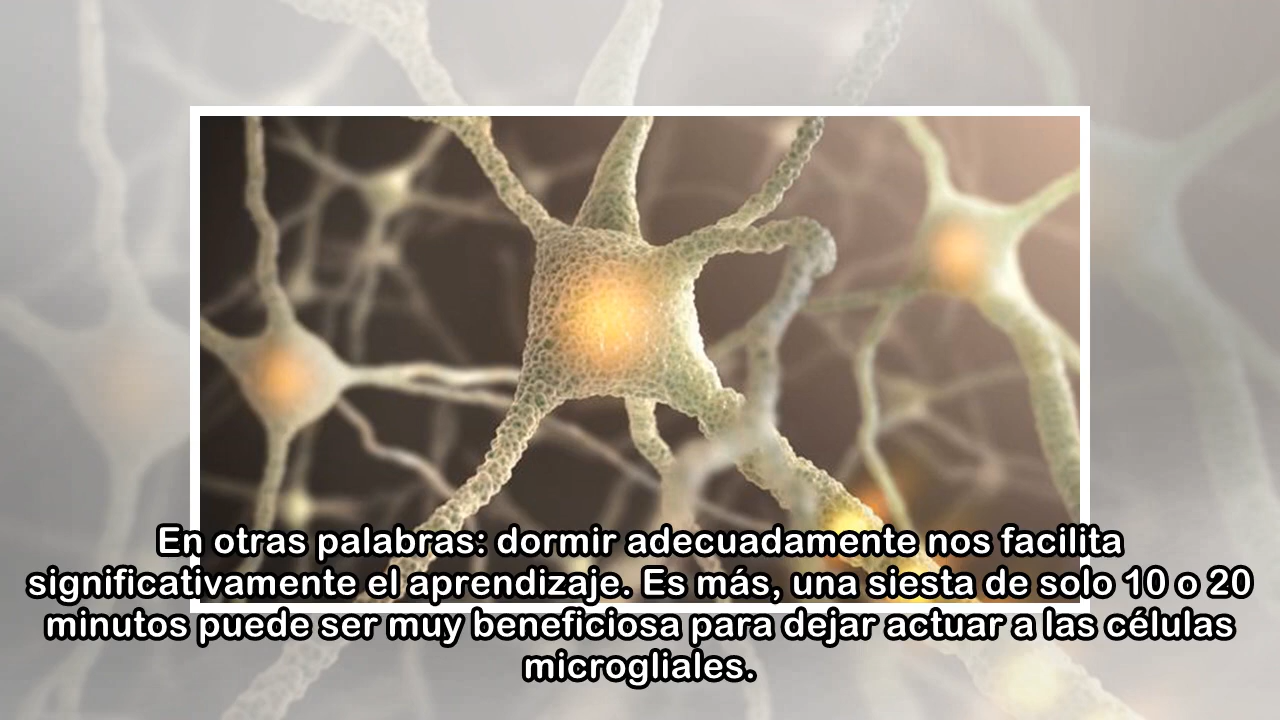 En otras palabras: dormir adecuadamente nos facilita
significativamente el aprendizaje. Es más, una siesta de solo 10 o 20
minutos puede ser muy beneficiosa para dejar actuar a las células
microgliales.